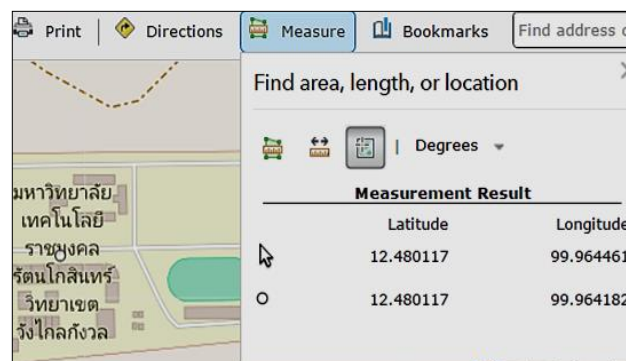 Print | Directions Measure Bookmarks Find address
Find area, length, or location
Degrees
Measurement Result
Latitude Longitude
12.480117 99.964461
12.480117 99.964182
มหาวิทยาลัย
เทคโนโลยี
ราชมงคล
รัตนโกสินทร์
วิทยาเขต
วังไกลกังวล